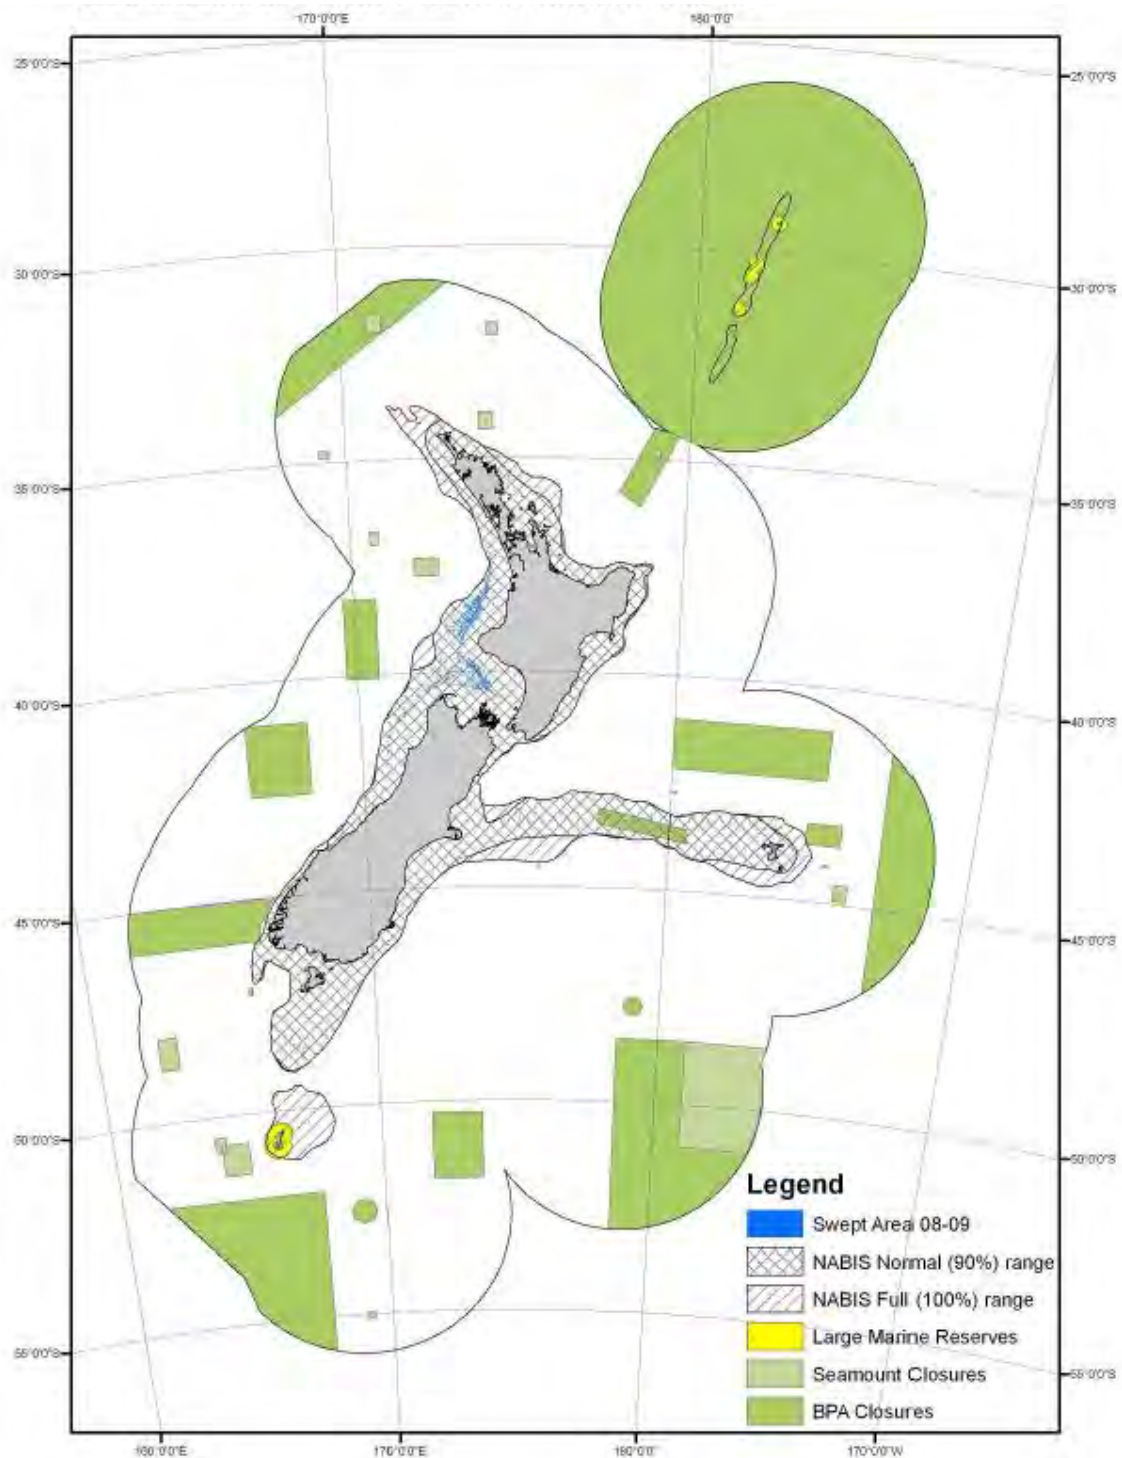 170°0'0"E 180°0'0"
25°0'0"S 25°0'0"S
30°0'0"S 30°0'0"S
35°0'0"S 35°0'0"S
40°0'0"S 40°0'0"S
45°0'0"S 45°0'0"S
50°0'0"S 50°0'0"S
Legend
Swept Area 08-09
NABIS Normal (90%) range
NABIS Full (100%) range
Large Marine Reserves
55°0'0"S 55°0'0"S
Seamount Closures
BPA Closures
160°0'0"E 170°0'0"E 180°0'0" 170°0'0"W